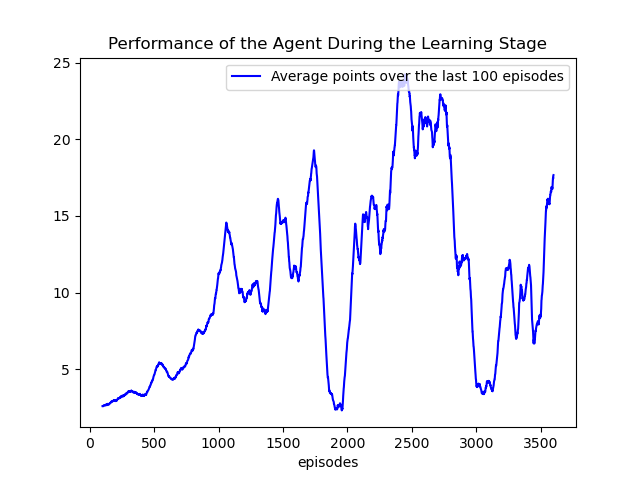 Performance of the Agent During the Learning Stage
Average points over the last 100 episodes
25
20
15
10
5
0 500 1000 1500 2000 2500 3000 3500
episodes